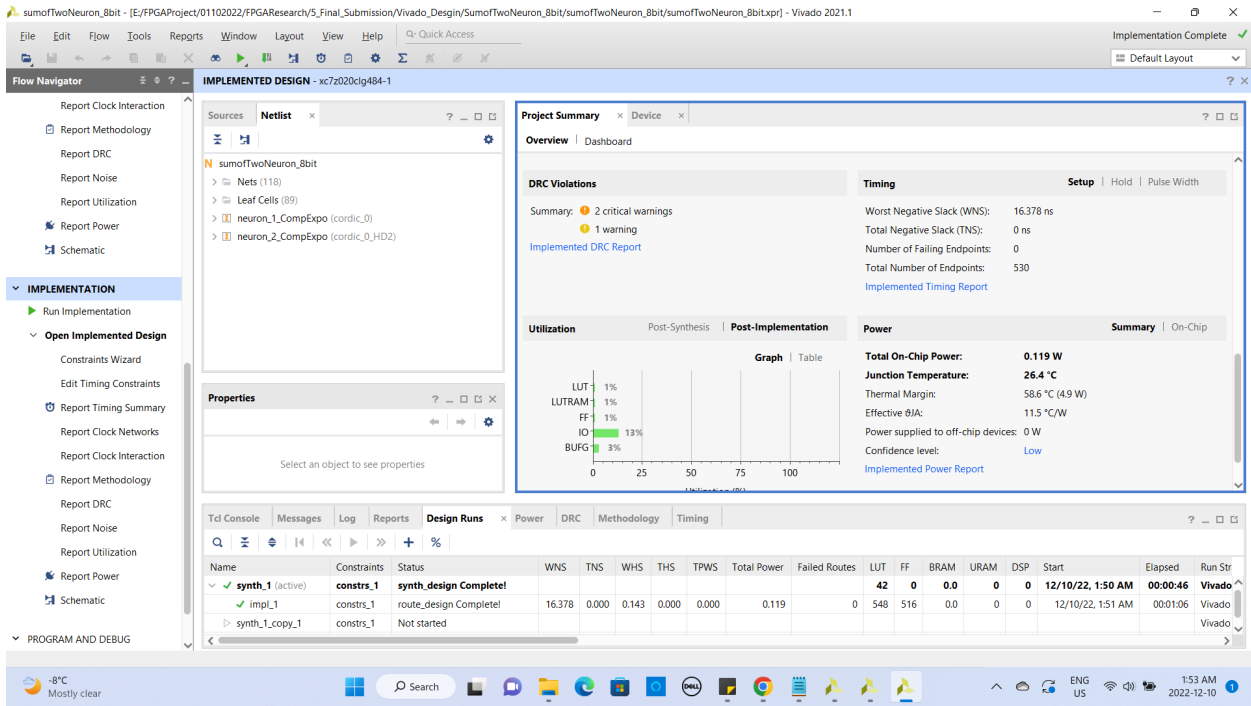 sumofTwoNeuron_8bit - [E:/FPGAProject/01102022/FPGAResearch/5_Final_Submission/Vivado_Desgin/SumofTwoNeuron_8bit/sumofTwoNeuron_8bit/sumofTwoNeuron_8bit.xpr] - Vivado 2021.1
File Edit Flow Tools Reports Window Layout View Help Q- Quick Access Implementation Complete
Default Layout
Flow Navigator
Report Clock Interaction
Report Methodology
Report DRC
Report Noise
Report Utilization
Report Power
Schematic
IMPLEMENTATION
Run Implementation
Open Implemented Design
Constraints Wizard
Edit Timing Constraints
Report Timing Summary
Report Clock Networks
Report Clock Interaction
Report Methodology
Report DRC
Report Noise
Report Utilization
Report Power
Schematic
PROGRAM AND DEBUG
IMPLEMENTED DESIGN - xc7z020clg484-1
Sources Netlist
N sumofTwoNeuron_8bit
Nets (118)
Leaf Cells (89)
neuron_1_CompExpo (cordic_0)
neuron_2_CompExpo (cordic_0_HD2)
Properties
Select an object to see properties
Project Summary Device
Overview Dashboard
DRC Violations
Summary: 2 critical warnings
1 warning
Implemented DRC Report
Timing Setup Hold Pulse Width
Worst Negative Slack (WNS): 16.378 ns
Total Negative Slack (TNS): 0 ns
Number of Failing Endpoints: 0
Total Number of Endpoints: 530
Implemented Timing Report
Utilization Post-Synthesis Post-Implementation
Graph Table
LUT 1%
LUTRAM 1%
FF 1%
IO 13%
BUFG 3%
0 25 50 75 100
Utilization (%)
Power Summary On-Chip
Total On-Chip Power: 0.119 W
Junction Temperature: 26.4 °C
Thermal Margin: 58.6 °C (4.9 W)
Effective ϑJA: 11.5 °C/W
Power supplied to off-chip devices: 0 W
Confidence level: Low
Implemented Power Report
Tcl Console Messages Log Reports Design Runs Power DRC Methodology Timing
Name Constraints Status WNS TNS WHS THS TPWS Total Power Failed Routes LUT FF BRAM URAM DSP Start Elapsed Run Str
synth_1 (active) constrs_1 synth_design Complete! 42 0 0.0 0 0 12/10/22, 1:50 AM 00:00:46 Vivado
impl_1 constrs_1 route_design Complete! 16.378 0.000 0.143 0.000 0.000 0.119 0 548 516 0.0 0 0 12/10/22, 1:51 AM 00:01:06 Vivado
synth_1_copy_1 constrs_1 Not started Vivado
-8°C
Mostly clear
Search
DELL
ENG
US
1:53 AM
2022-12-10
1